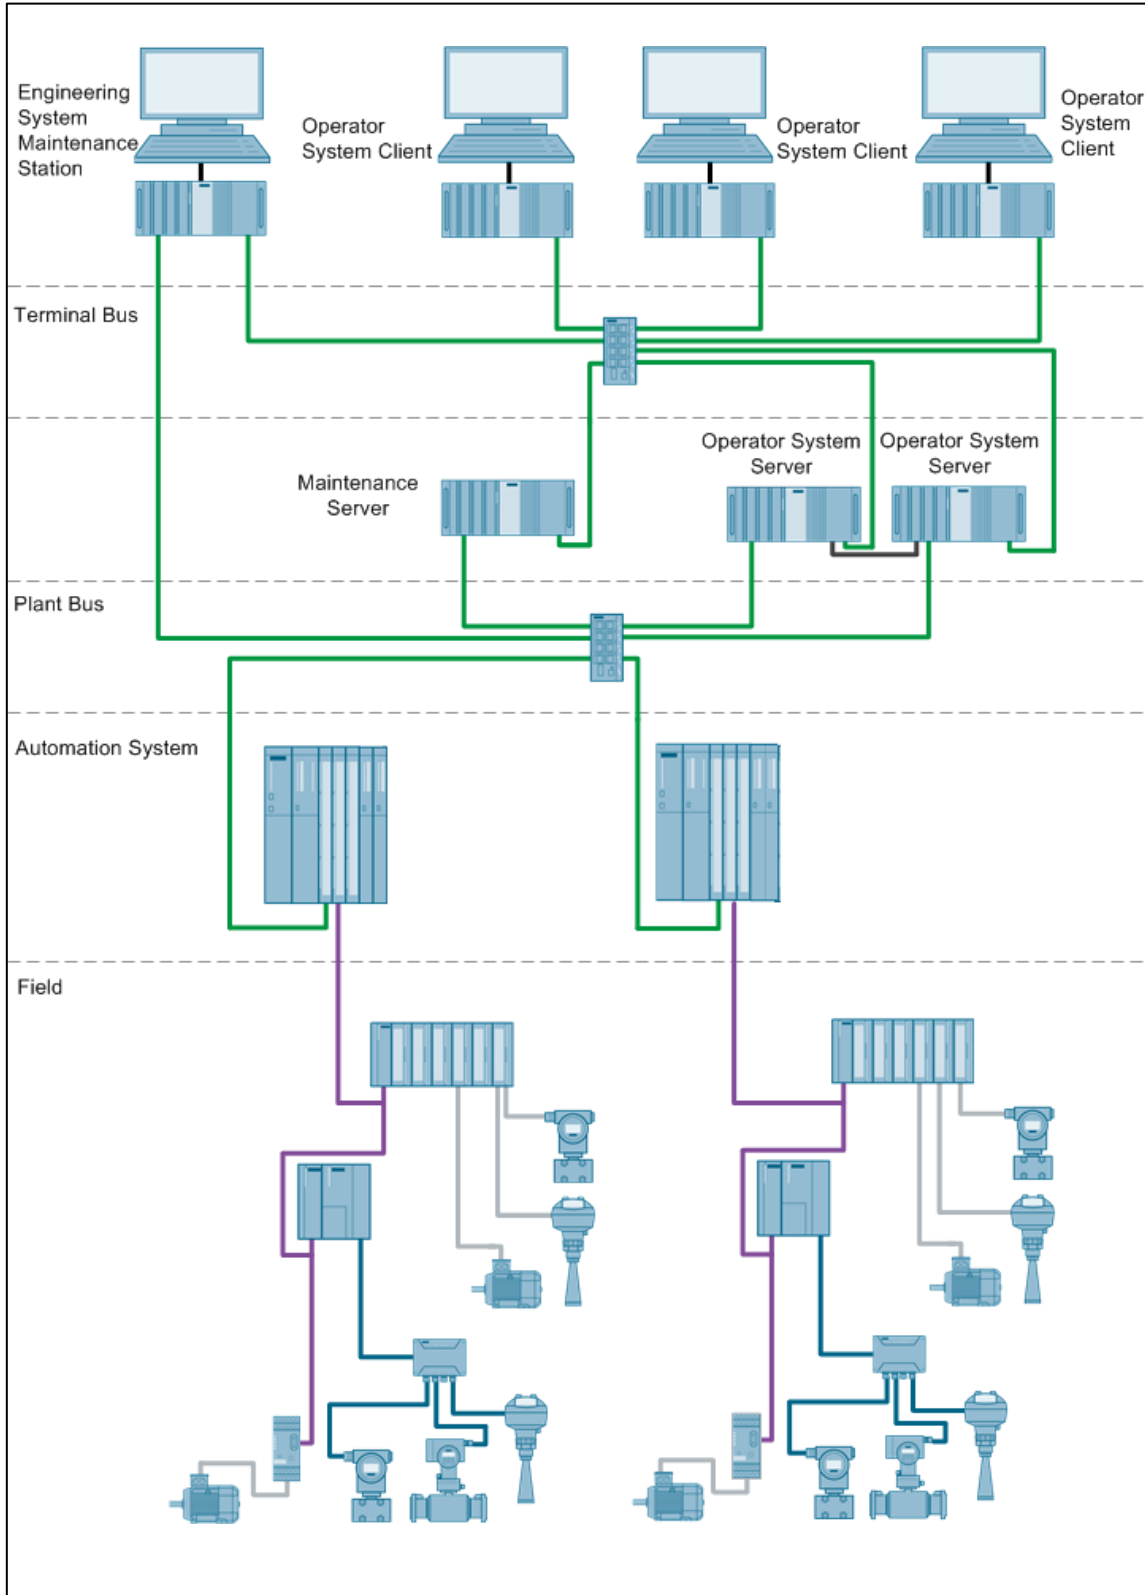 Engineering
System
Maintenance
Station
Operator
System Client
Operator
System Client
Operator
System
Client
Terminal Bus
Maintenance
Server
Operator System
Server
Operator System
Server
Plant Bus
Automation System
Field